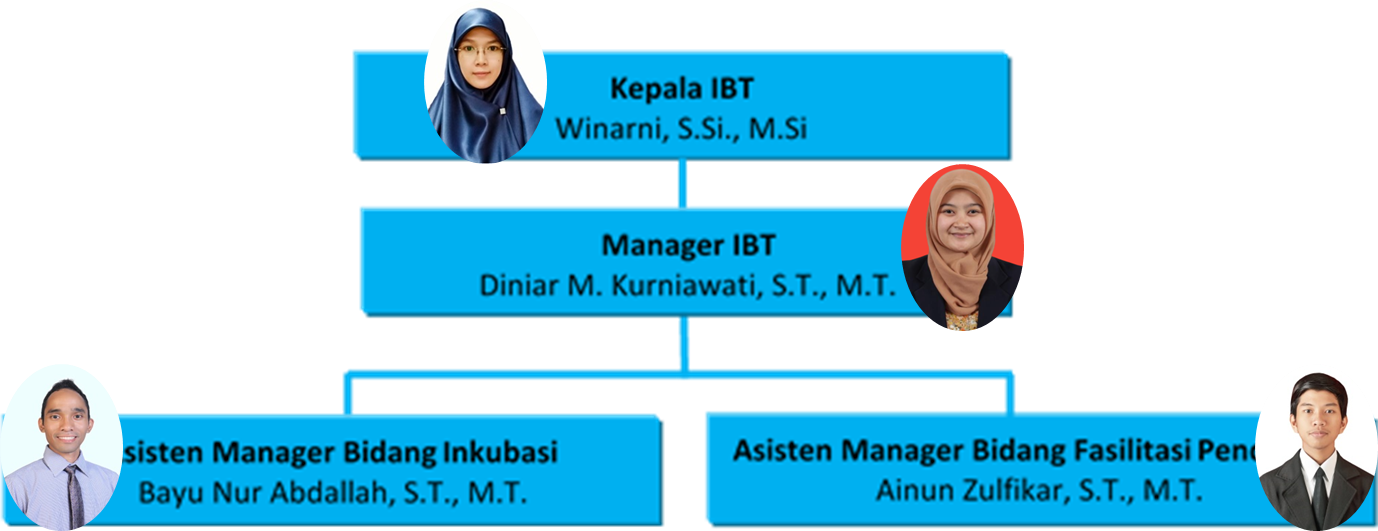 Kepala IBT
Winarni, S.Si., M.Si
Manager IBT
Diniar M. Kurniawati, S.T., M.T.
sisten Manager Bidang Inkubasi
Bayu Nur Abdallah, S.T., M.T.
Asisten Manager Bidang Fasilitasi Pen
Ainun Zulfikar, S.T., M.T.